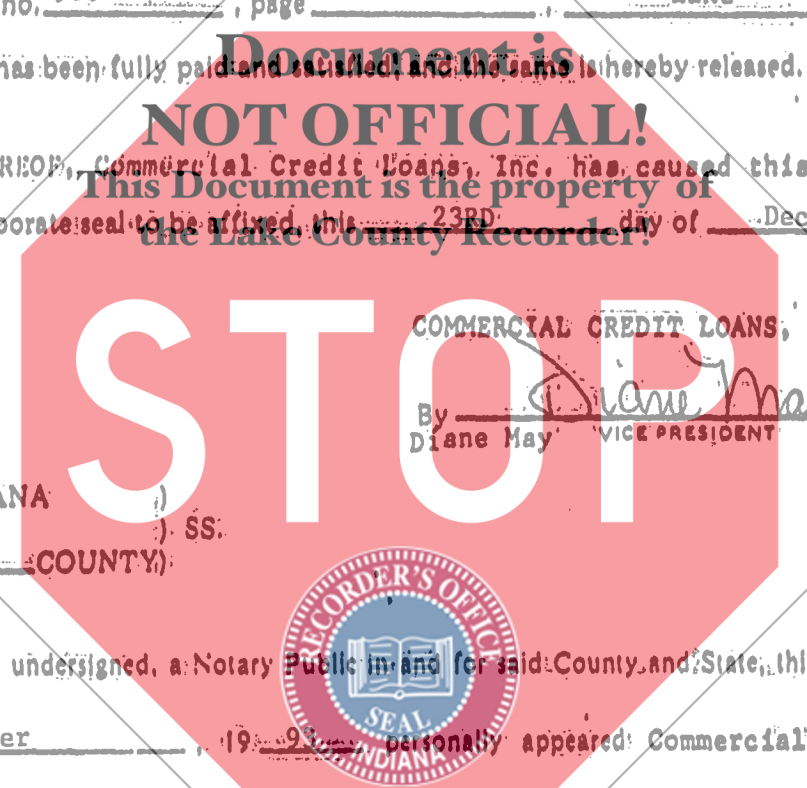 no. , page ,
Document is
has been fully paid and satisfied, and the same is hereby released.
NOT OFFICIAL!
REOF, Commercial Credit Loans, Inc. has caused this
This Document is the property of
porate seal to be affixed, this 23RD day of Dec
the Lake County Recorder!
STOP
COMMERCIAL CREDIT LOANS,
Diane Ma
By
Diane May VICE PRESIDENT
ANA )
) SS.
COUNTY)
RECORDER'S OFFICE
undersigned, a Notary Public in and for said County and State, thi
SEAL
er , 19 personally appeared Commercial
INDIANA